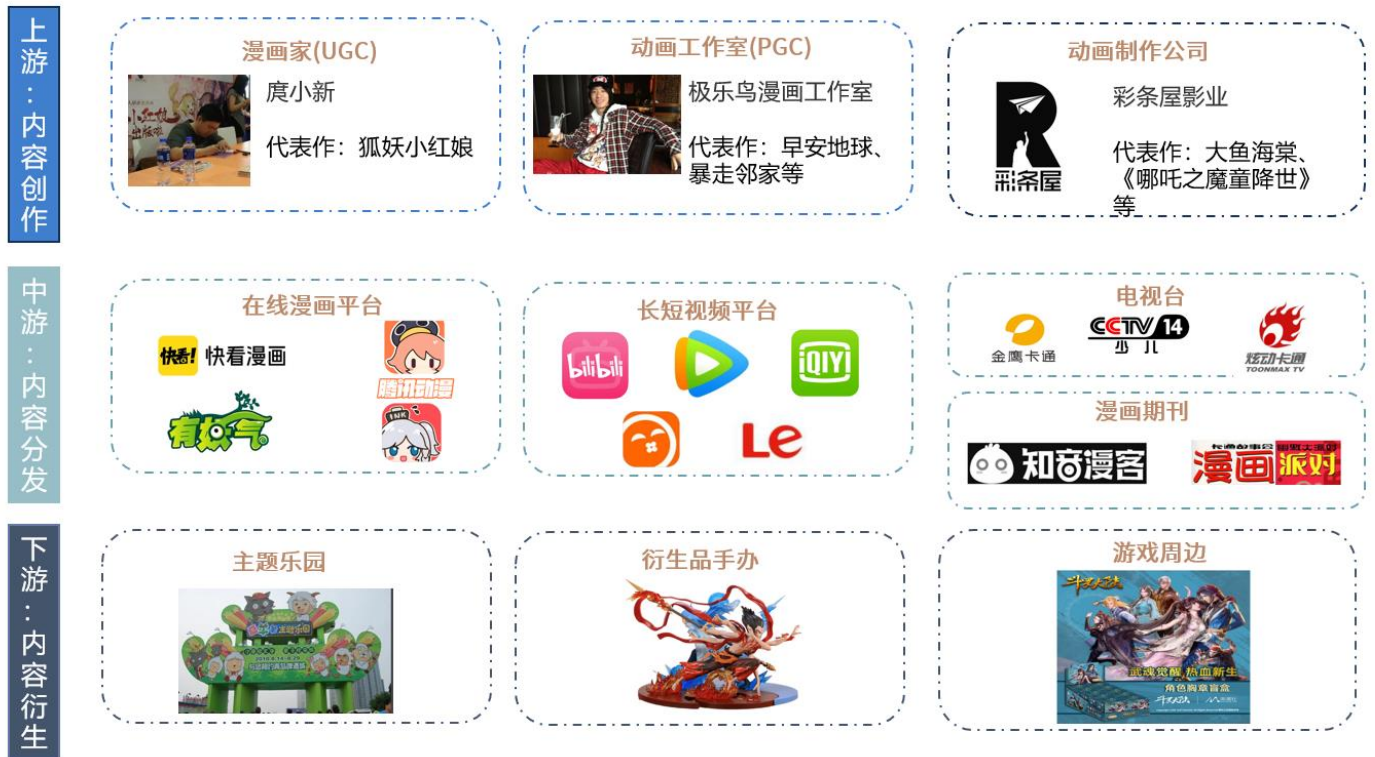 上游：内容创作
漫画家(UGC)
庹小新
代表作：狐妖小红娘
动画工作室(PGC)
极乐鸟漫画工作室
代表作：早安地球、
暴走邻家等
动画制作公司
彩条屋
彩条屋影业
代表作：大鱼海棠、
《哪吒之魔童降世》
等
中游：内容分发
在线漫画平台
快看!
快看漫画
腾讯动漫
有妖气
长短视频平台
bilibili
iQIYI
Le
电视台
金鹰卡通
CCTV 14
少儿
炫动卡通
TOONMAX TV
漫画期刊
知音漫客
漫画派对
下游：内容衍生
主题乐园
主题乐园
衍生品手办
游戏周边
斗罗大陆
武魂觉醒 热血新生
角色胸章盲盒
斗罗大陆